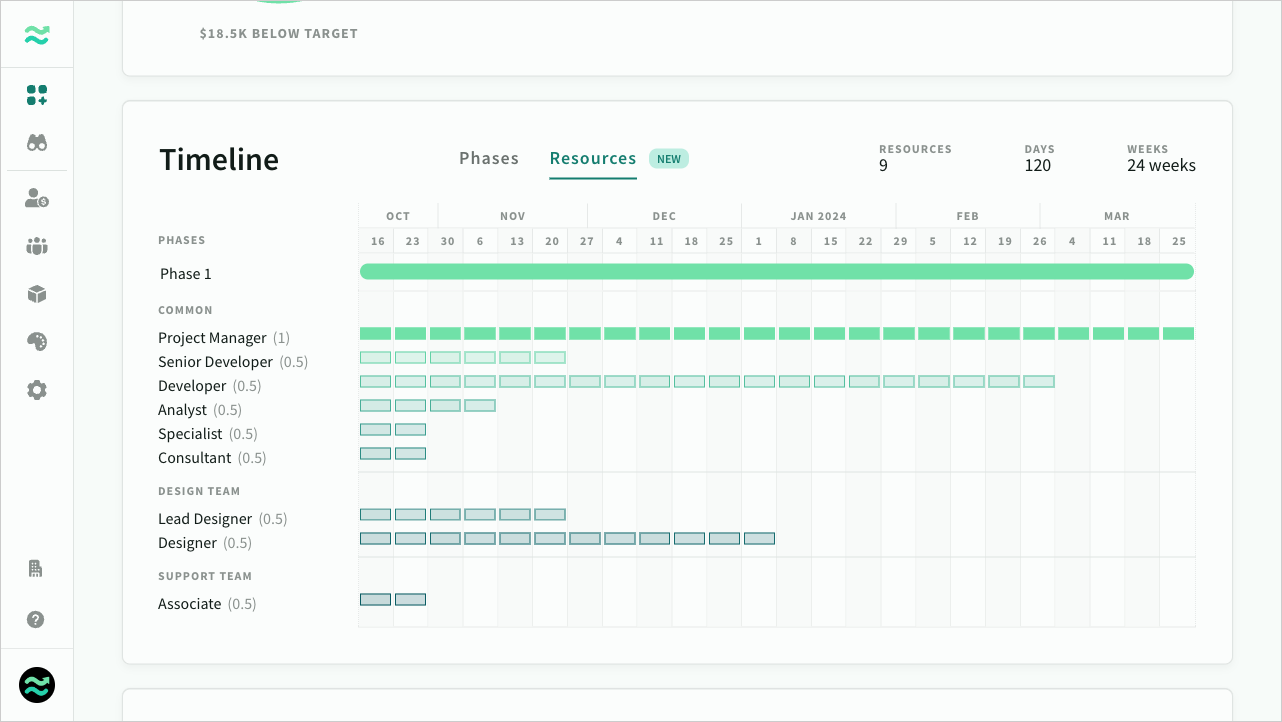 $18.5K BELOW TARGET
Timeline
Phases
Resources
NEW
RESOURCES
9
DAYS
120
WEEKS
24 weeks
OCT NOV DEC JAN 2024 FEB MAR
PHASES
16 23 30 6 13 20 27 4 11 18 25 1 8 15 22 29 5 12 19 26 4 11 18 25
Phase 1
COMMON
Project Manager (1)
Senior Developer (0.5)
Developer (0.5)
Analyst (0.5)
Specialist (0.5)
Consultant (0.5)
DESIGN TEAM
Lead Designer (0.5)
Designer (0.5)
SUPPORT TEAM
Associate (0.5)